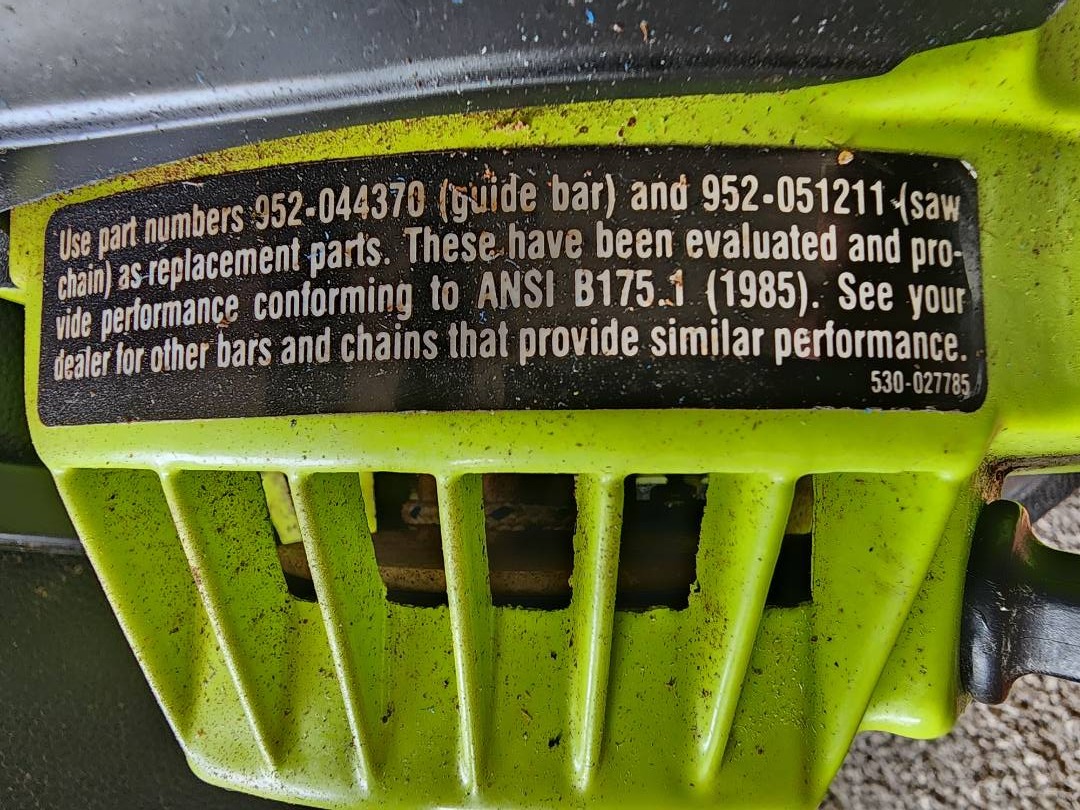 Use part numbers 952-044370 (guide bar) and 952-051211 (saw
chain) as replacement parts. These have been evaluated and pro-
vide performance conforming to ANSI B175.1 (1985). See your
dealer for other bars and chains that provide similar performance.
530-027785